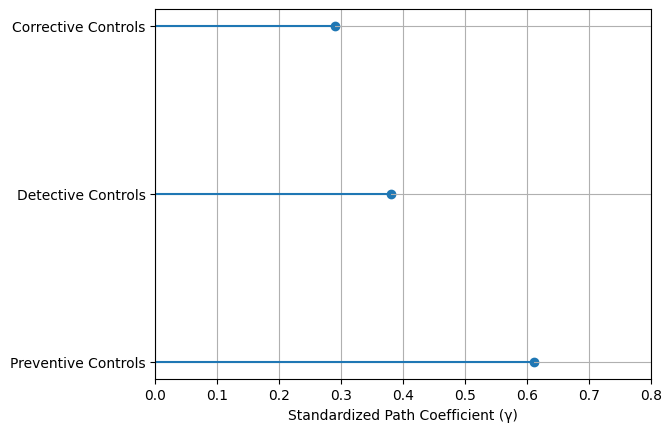 Corrective Controls
Detective Controls
Preventive Controls
0.0 0.1 0.2 0.3 0.4 0.5 0.6 0.7 0.8
Standardized Path Coefficient (γ)